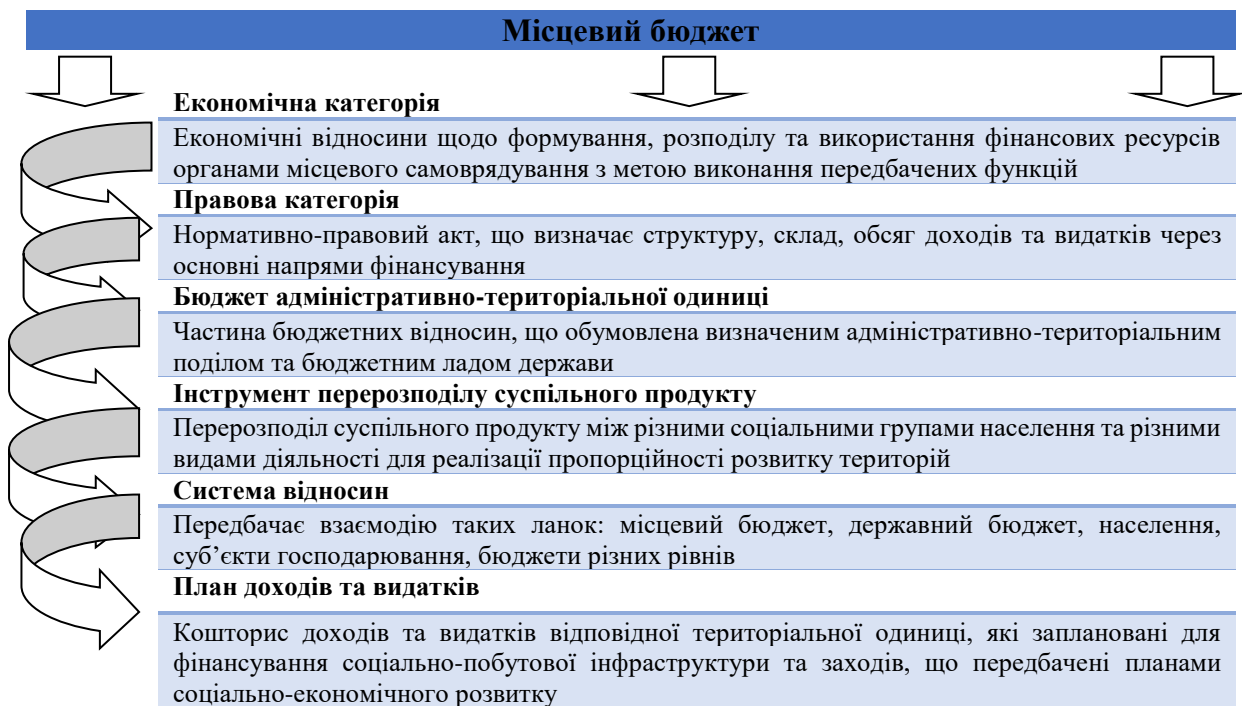 Місцевий бюджет
Економічна категорія
Економічні відносини щодо формування, розподілу та використання фінансових ресурсів
органами місцевого самоврядування з метою виконання передбачених функцій
Правова категорія
Нормативно-правовий акт, що визначає структуру, склад, обсяг доходів та видатків через
основні напрями фінансування
Бюджет адміністративно-територіальної одиниці
Частина бюджетних відносин, що обумовлена визначеним адміністративно-територіальним
поділом та бюджетним ладом держави
Інструмент перерозподілу суспільного продукту
Перерозподіл суспільного продукту між різними соціальними групами населення та різними
видами діяльності для реалізації пропорційності розвитку територій
Система відносин
Передбачає взаємодію таких ланок: місцевий бюджет, державний бюджет, населення,
суб’єкти господарювання, бюджети різних рівнів
План доходів та видатків
Кошторис доходів та видатків відповідної територіальної одиниці, які заплановані для
фінансування соціально-побутової інфраструктури та заходів, що передбачені планами
соціально-економічного розвитку